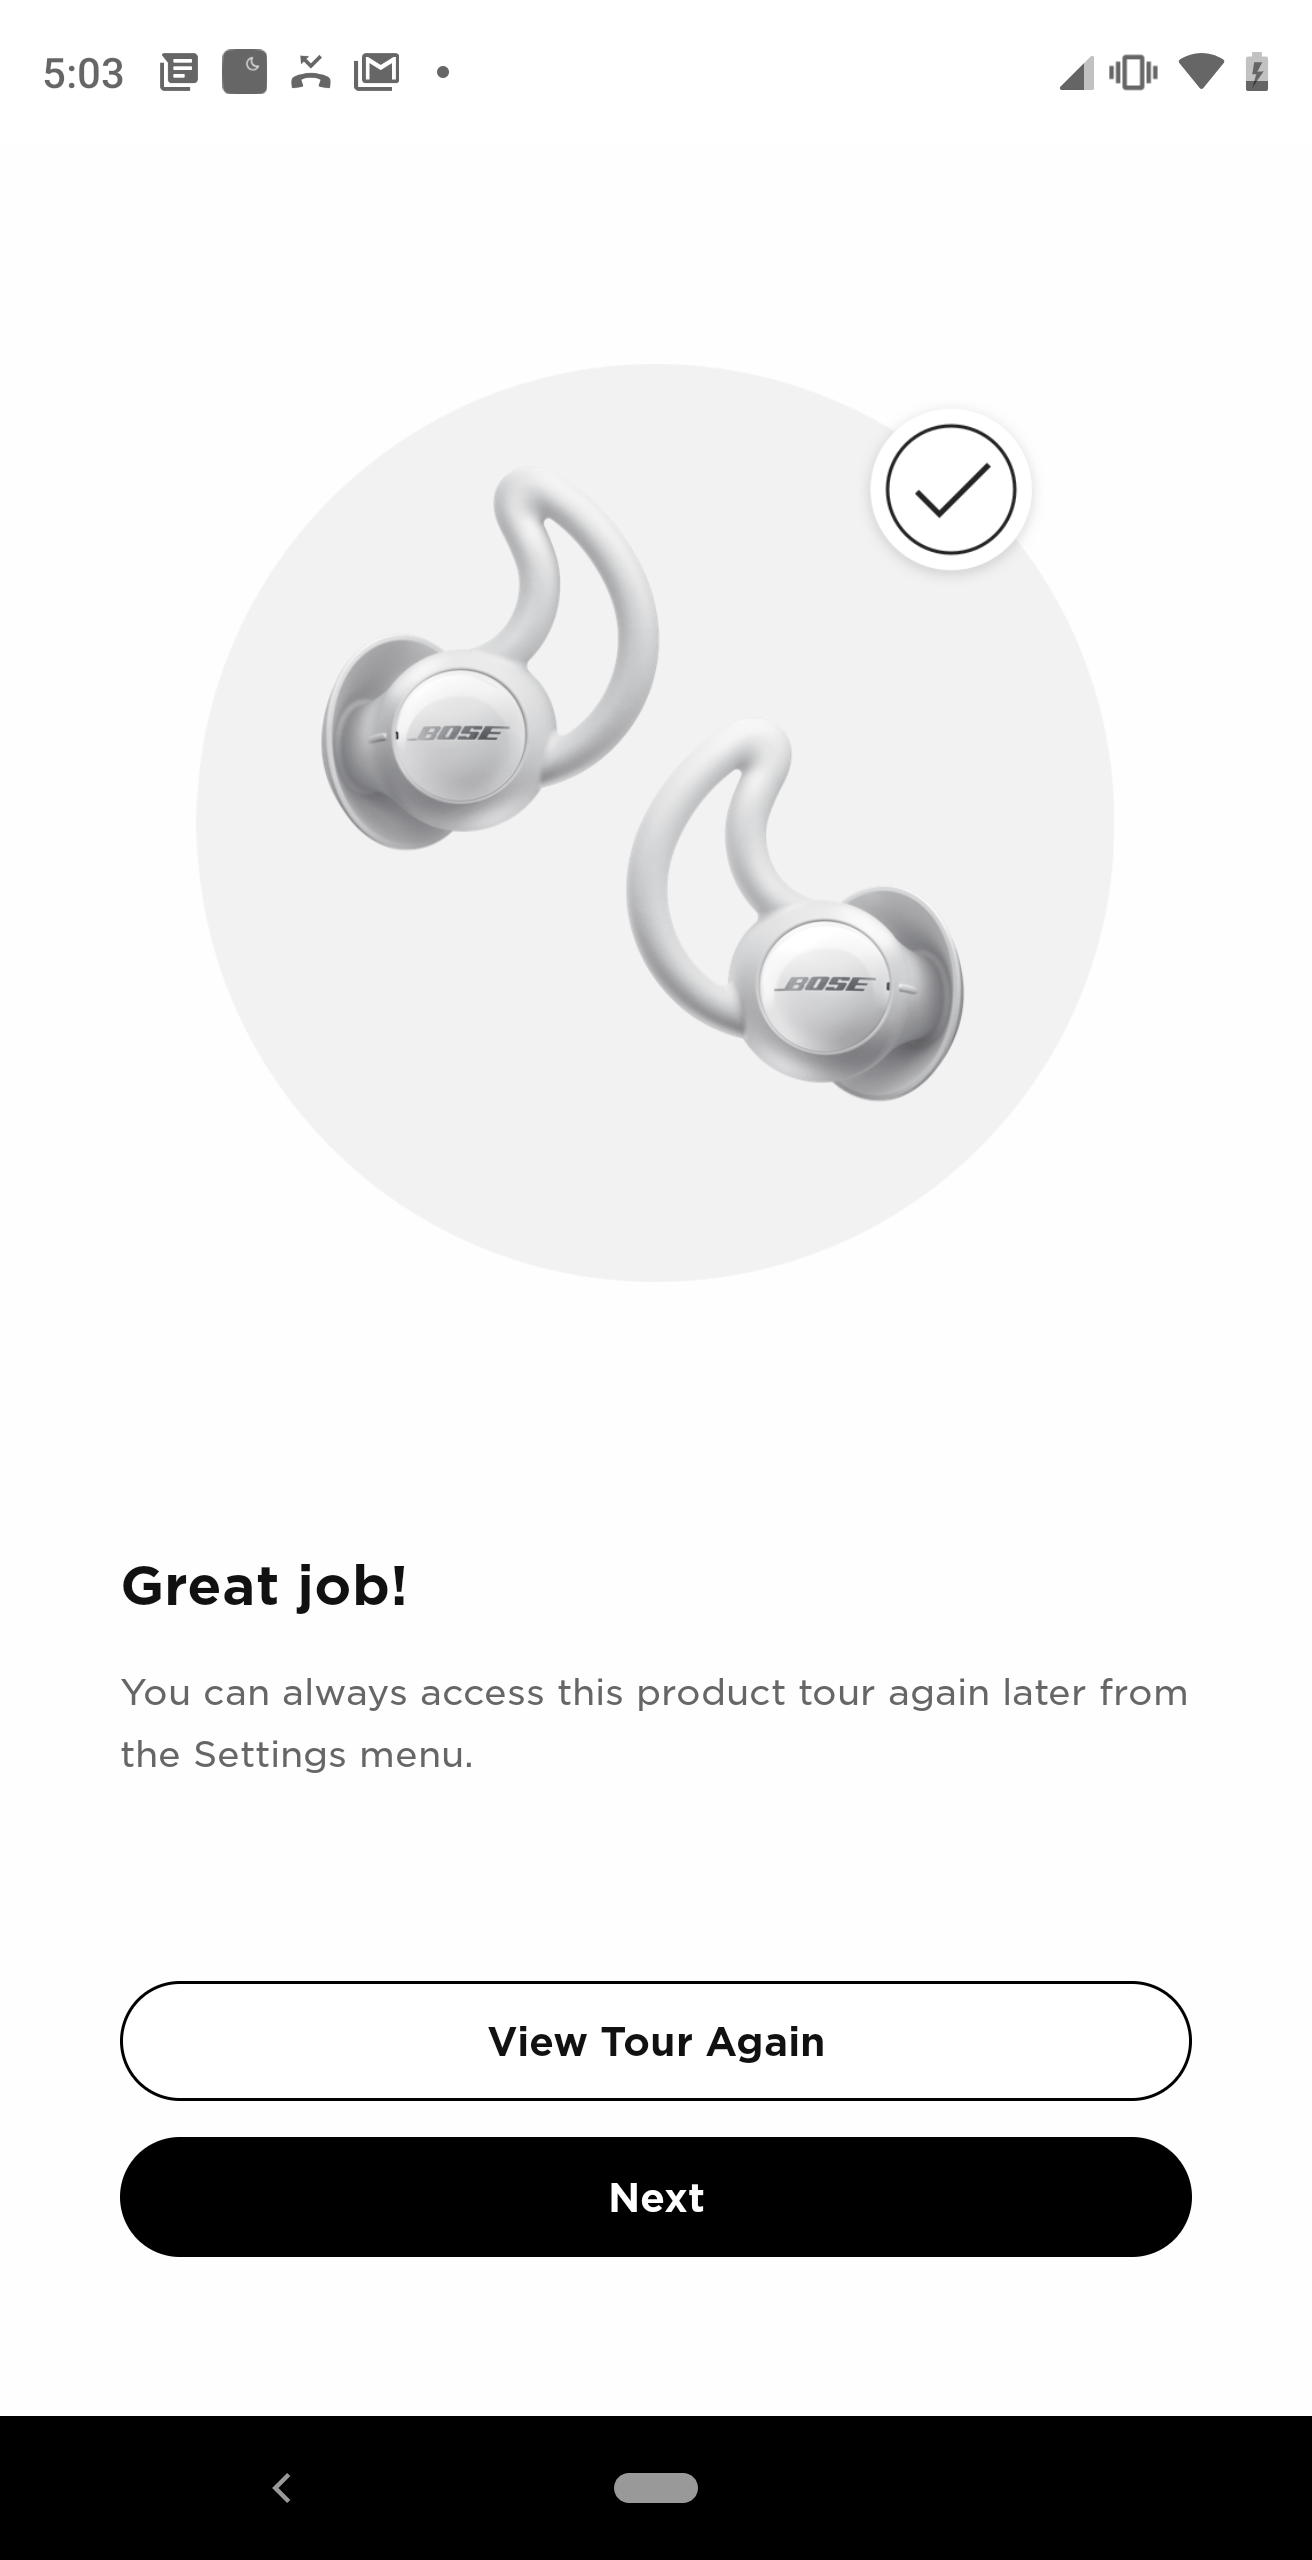 5:03
BOSE
BOSE
Great job!
You can always access this product tour again later from
the Settings menu.
View Tour Again
Next